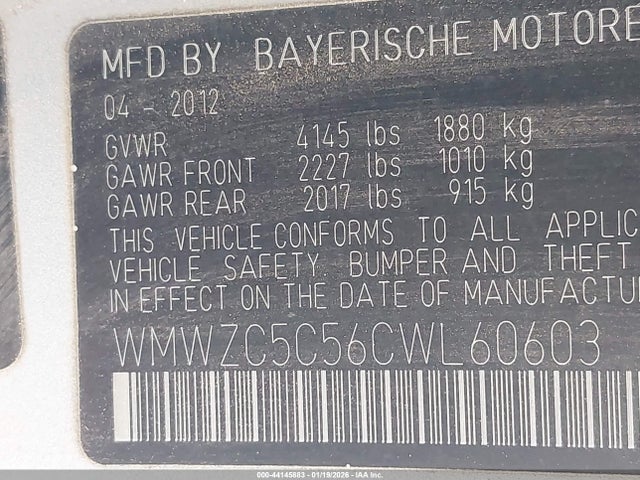 MFD BY BAYERISCHE MOTORE
04 - 2012
GVWR 4145 lbs 1880 kg
GAWR FRONT 2227 lbs 1010 kg
GAWR REAR 2017 lbs 915 kg
THIS VEHICLE CONFORMS TO ALL APPLIC
VEHICLE SAFETY BUMPER AND THEFT
IN EFFECT ON THE DATE OF MANUFACTU
WMWZC5C56CWL60603
000-44145883 - 01/19/2026 - IAA Inc.